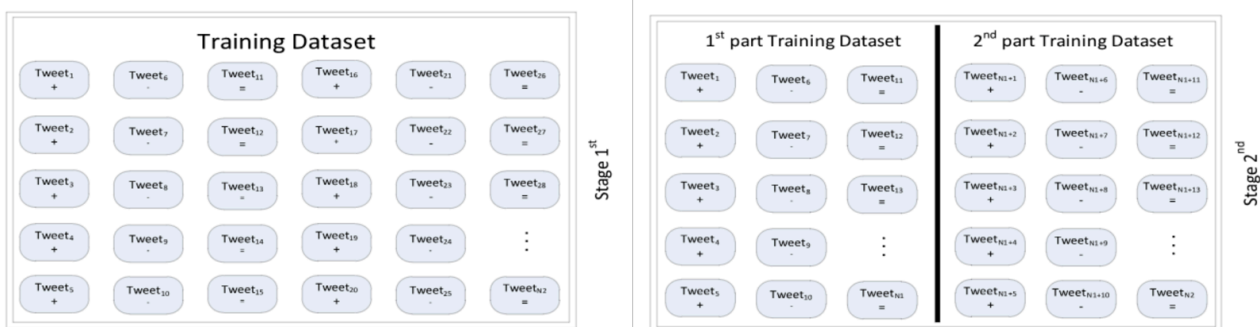 Training Dataset
Tweet1 Tweet6 Tweet11 Tweet16 Tweet21 Tweet26
+ - = + - =
Tweet2 Tweet7 Tweet12 Tweet17 Tweet22 Tweet27
+ - = + - =
Tweet3 Tweet8 Tweet13 Tweet18 Tweet23 Tweet28
+ - = + - =
Tweet4 Tweet9 Tweet14 Tweet19 Tweet24 ⋮
+ - = + -
Tweet5 Tweet10 Tweet15 Tweet20 Tweet25 TweetN2
+ - = + - =
Stage 1st
1st part Training Dataset
Tweet1 Tweet6 Tweet11
+ - =
Tweet2 Tweet7 Tweet12
+ - =
Tweet3 Tweet8 Tweet13
+ - =
Tweet4 Tweet9 ⋮
+ -
Tweet5 Tweet10 TweetN1
+ - =
2nd part Training Dataset
TweetN1+1 TweetN1+6 TweetN1+11
+ - =
TweetN1+2 TweetN1+7 TweetN1+12
+ - =
TweetN1+3 TweetN1+8 TweetN1+13
+ - =
TweetN1+4 TweetN1+9 ⋮
+ -
TweetN1+5 TweetN1+10 TweetN2
+ - =
Stage 2nd